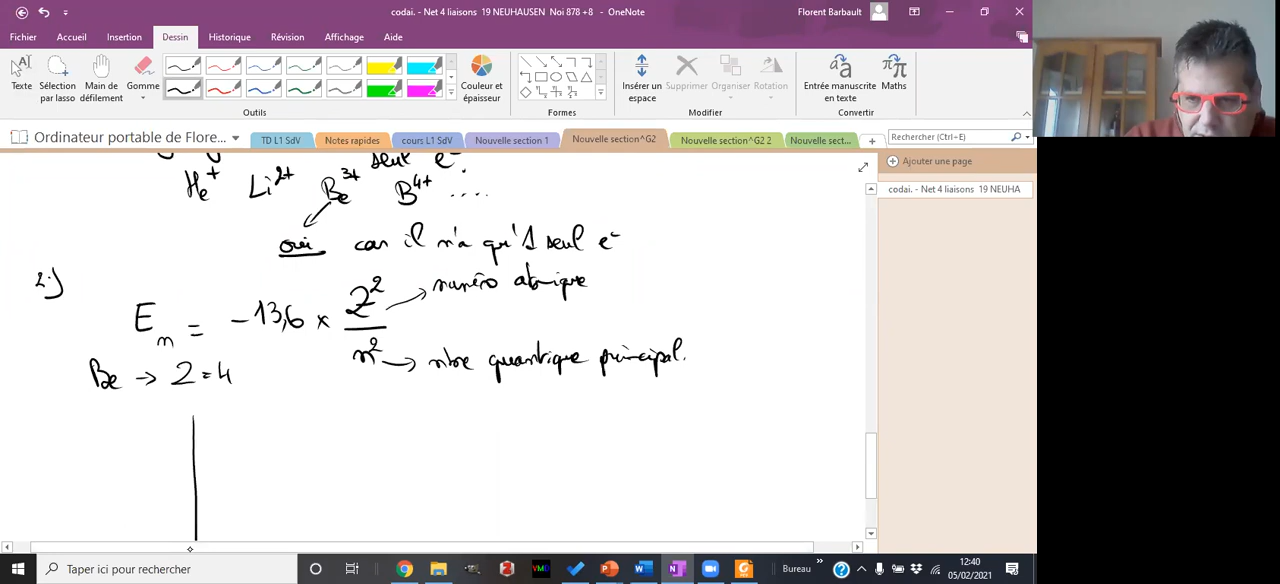 codai. - Net 4 liaisons 19 NEUHAUSEN Noi 878 +8 - OneNote
Florent Barbault
Fichier Accueil Insertion Dessin Historique Révision Affichage Aide
Texte
Sélection par lasso
Main de défilement
Gomme
Couleur et épaisseur
Insérer un espace
Supprimer
Organiser
Rotation
Entrée manuscrite en texte
Maths
Outils
Formes
Modifier
Convertir
Ordinateur portable de Flore...
TD L1 SdV
Notes rapides
cours L1 SdV
Nouvelle section 1
Nouvelle section^G2
Nouvelle section^G2 2
Nouvelle sect...
Rechercher (Ctrl+E)
Ajouter une page
codai. - Net 4 liaisons 19 NEUHA
seul e-
He+ Li2+ Be3+ B4+ ....
oui car il n'a qu'1 seul e-
2.)
En = -13,6 × Z²/n²
numéro atomique
nbre quantique principal.
Be → Z = 4
Taper ici pour rechercher
Bureau
12:40
05/02/2021